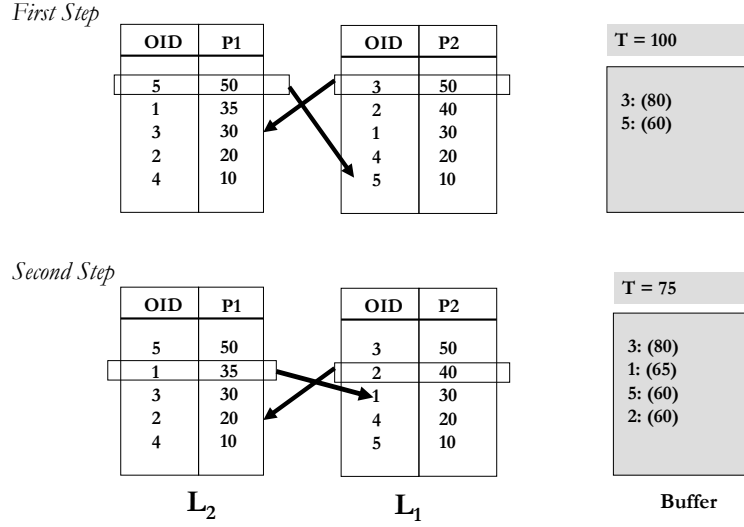 First Step
OID P1 OID P2 T = 100
5 50 3 50
1 35 2 40 3: (80)
3 30 1 30 5: (60)
2 20 4 20
4 10 5 10
Second Step
OID P1 OID P2 T = 75
5 50 3 50 3: (80)
1 35 2 40 1: (65)
3 30 1 30 5: (60)
2 20 4 20 2: (60)
4 10 5 10
L2 L1 Buffer